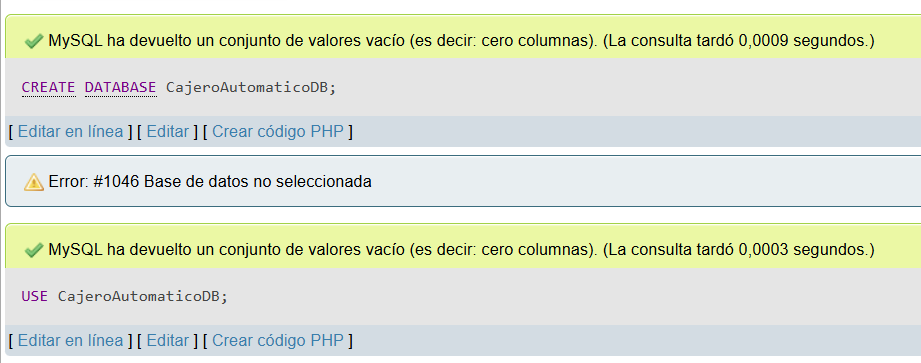 MySQL ha devuelto un conjunto de valores vacío (es decir: cero columnas). (La consulta tardó 0,0009 segundos.)
CREATE DATABASE CajeroAutomaticoDB;
[ Editar en línea ] [ Editar ] [ Crear código PHP ]
Error: #1046 Base de datos no seleccionada
MySQL ha devuelto un conjunto de valores vacío (es decir: cero columnas). (La consulta tardó 0,0003 segundos.)
USE CajeroAutomaticoDB;
[ Editar en línea ] [ Editar ] [ Crear código PHP ]